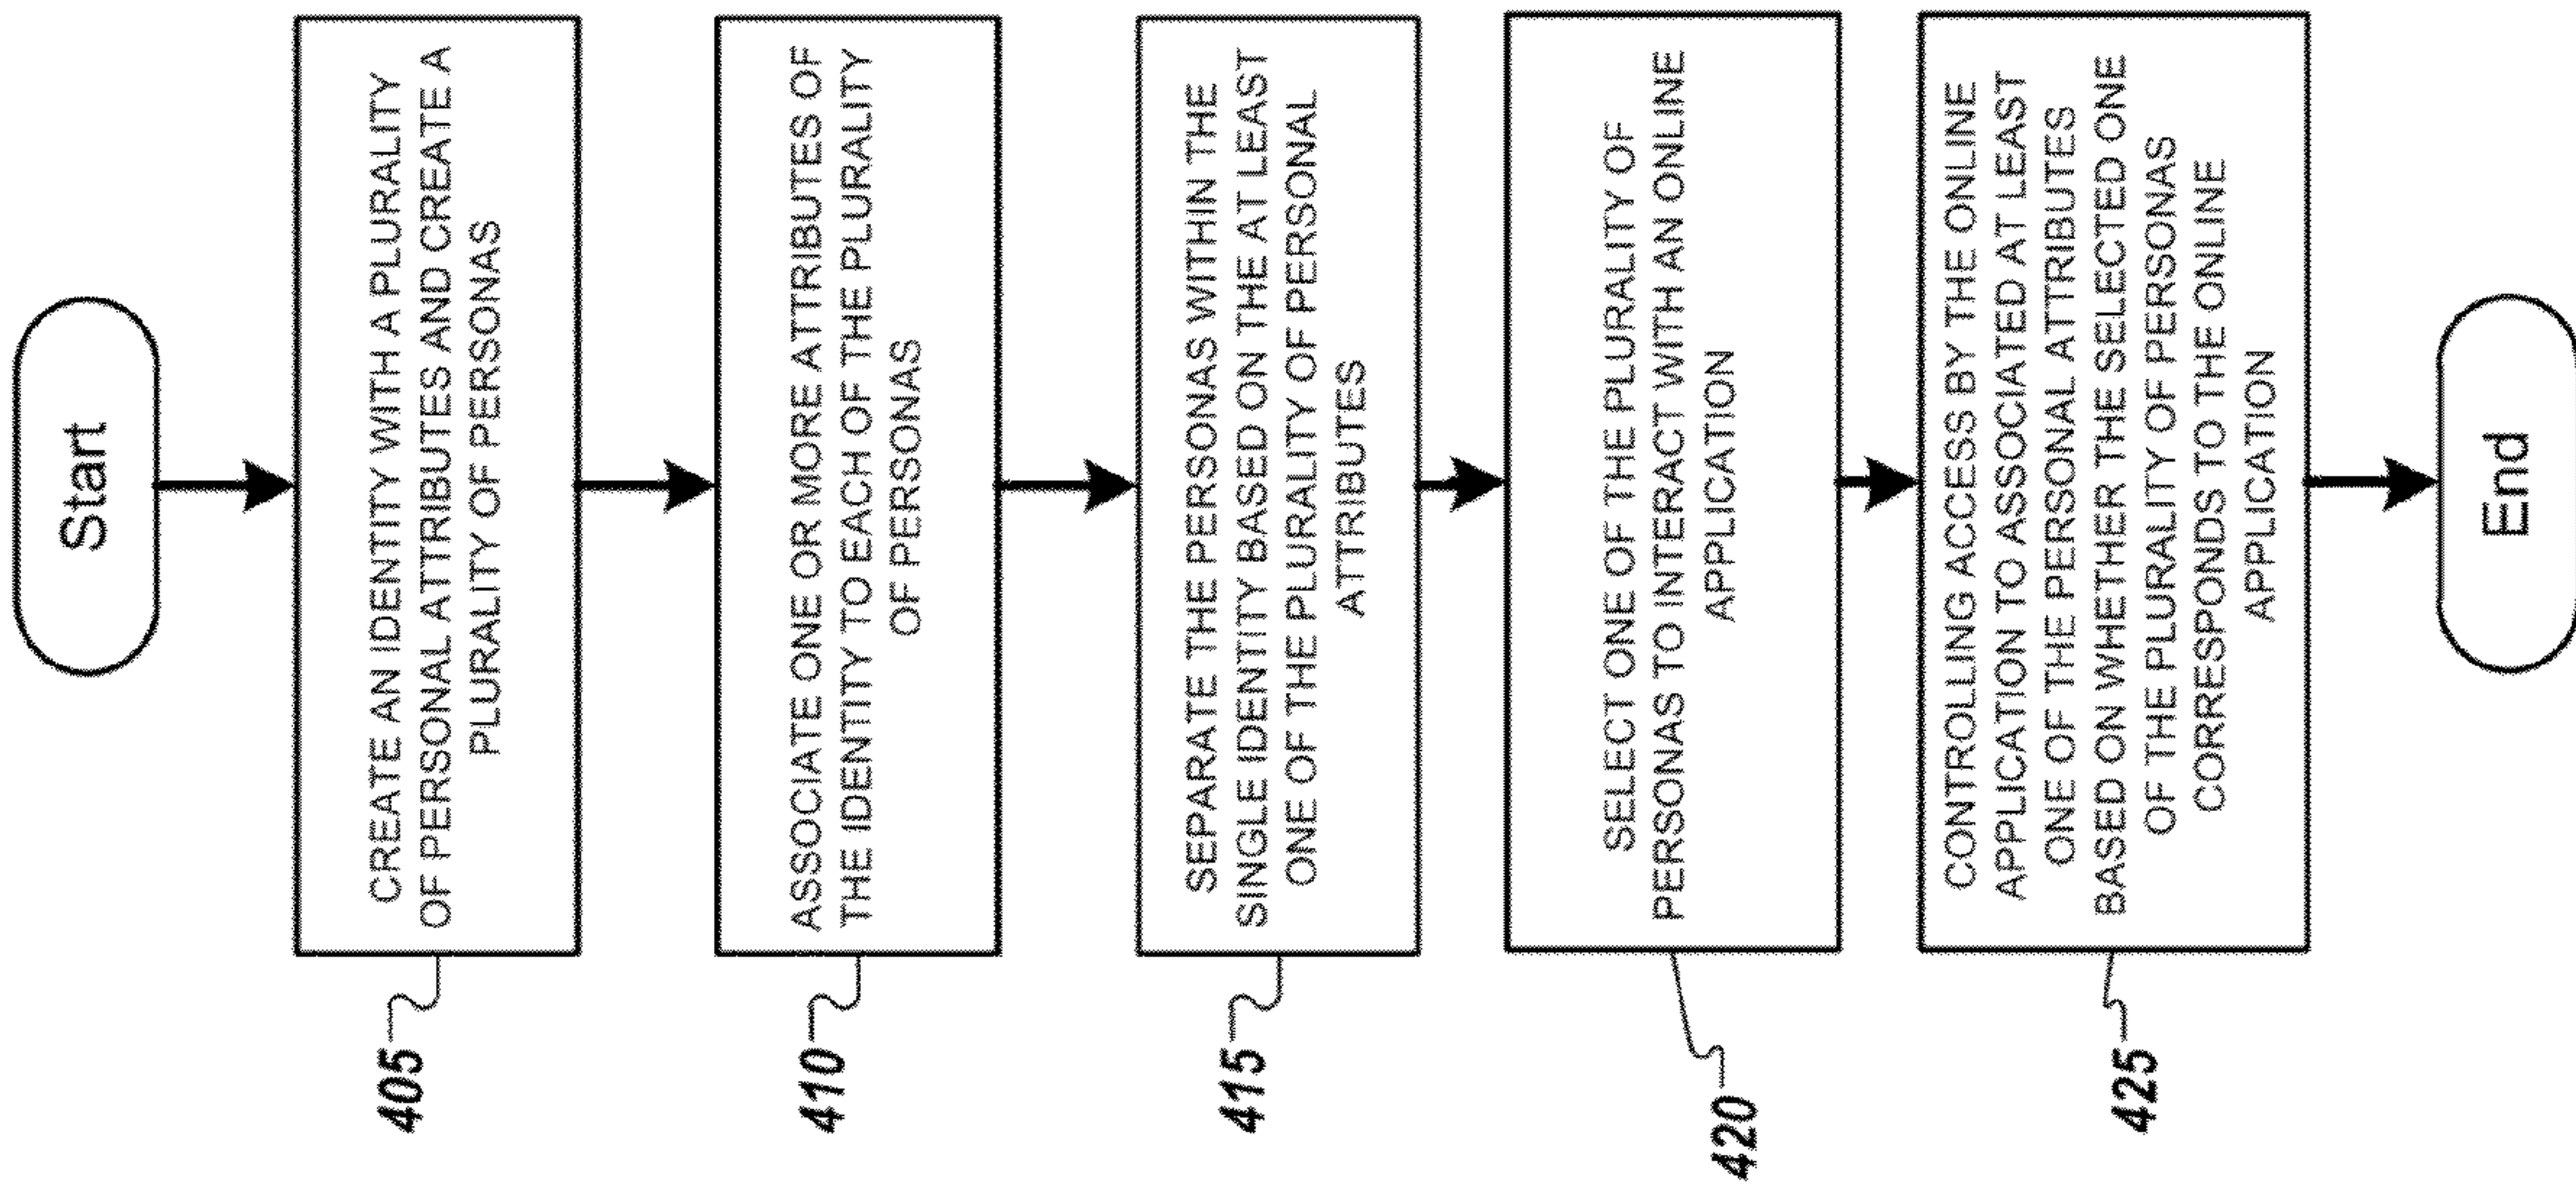 Start
CREATE AN IDENTITY WITH A PLURALITY
OF PERSONAL ATTRIBUTES AND CREATE A
PLURALITY OF PERSONAS
405
ASSOCIATE ONE OR MORE ATTRIBUTES OF
THE IDENTITY TO EACH OF THE PLURALITY
OF PERSONAS
410
SEPARATE THE PERSONAS WITHIN THE
SINGLE IDENTITY BASED ON THE AT LEAST
ONE OF THE PLURALITY OF PERSONAL
ATTRIBUTES
415
SELECT ONE OF THE PLURALITY OF
PERSONAS TO INTERACT WITH AN ONLINE
APPLICATION
420
CONTROLLING ACCESS BY THE ONLINE
APPLICATION TO ASSOCIATED AT LEAST
ONE OF THE PERSONAL ATTRIBUTES
BASED ON WHETHER THE SELECTED ONE
OF THE PLURALITY OF PERSONAS
CORRESPONDS TO THE ONLINE
APPLICATION
425
End